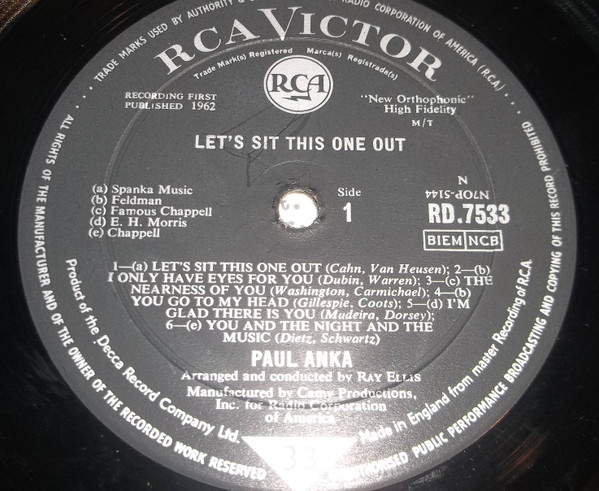 TRADE MARKS USED BY AUTHORITY RADIO CORPORATION OF AMERICA (R.C.A.)
RCA VICTOR
Trade Mark(s) Registered Marca(s) Registrada(s)
RCA
RECORDING FIRST
PUBLISHED 1962
"New Orthophonic"
High Fidelity
M/T
LET'S SIT THIS ONE OUT
(a) Spanka Music
(b) Feldman
(c) Famous Chappell
(d) E. H. Morris
(e) Chappell
Side
1
N
N7OP-5144
RD.7533
BIEM NCB
1—(a) LET'S SIT THIS ONE OUT (Cahn, Van Heusen); 2—(b)
I ONLY HAVE EYES FOR YOU (Dubin, Warren); 3—(c) THE
NEARNESS OF YOU (Washington, Carmichael); 4—(b)
YOU GO TO MY HEAD (Gillespie, Coots); 5—(d) I'M
GLAD THERE IS YOU (Madeira, Dorsey);
6—(e) YOU AND THE NIGHT AND THE
MUSIC (Dietz, Schwartz)
PAUL ANKA
Arranged and conducted by RAY ELLIS
Manufactured by Camy Productions,
Inc. for Radio Corporation
of America
Product of the Decca Record Company Ltd.
Made in England from master Recording of R.C.A.
33
ALL RIGHTS OF THE MANUFACTURER AND OF THE OWNER OF THE RECORDED WORK RESERVED
UNAUTHORISED PUBLIC PERFORMANCE BROADCASTING AND COPYING OF THIS RECORD PROHIBITED